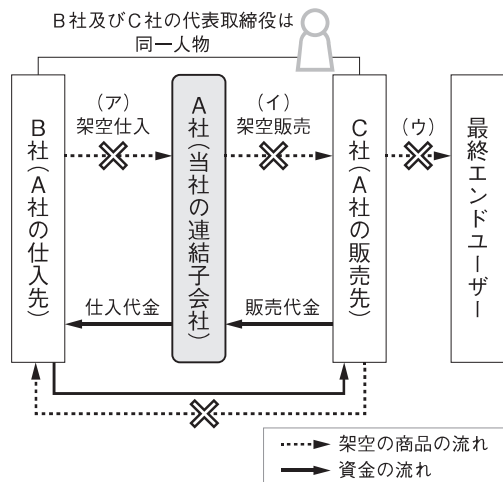 B社及びC社の代表取締役は
同一人物
B社（A社の仕入先）
（ア）
架空仕入
A社（当社の連結子会社）
（イ）
架空販売
C社（A社の販売先）
（ウ）
最終エンドユーザー
仕入代金
販売代金
架空の商品の流れ
資金の流れ